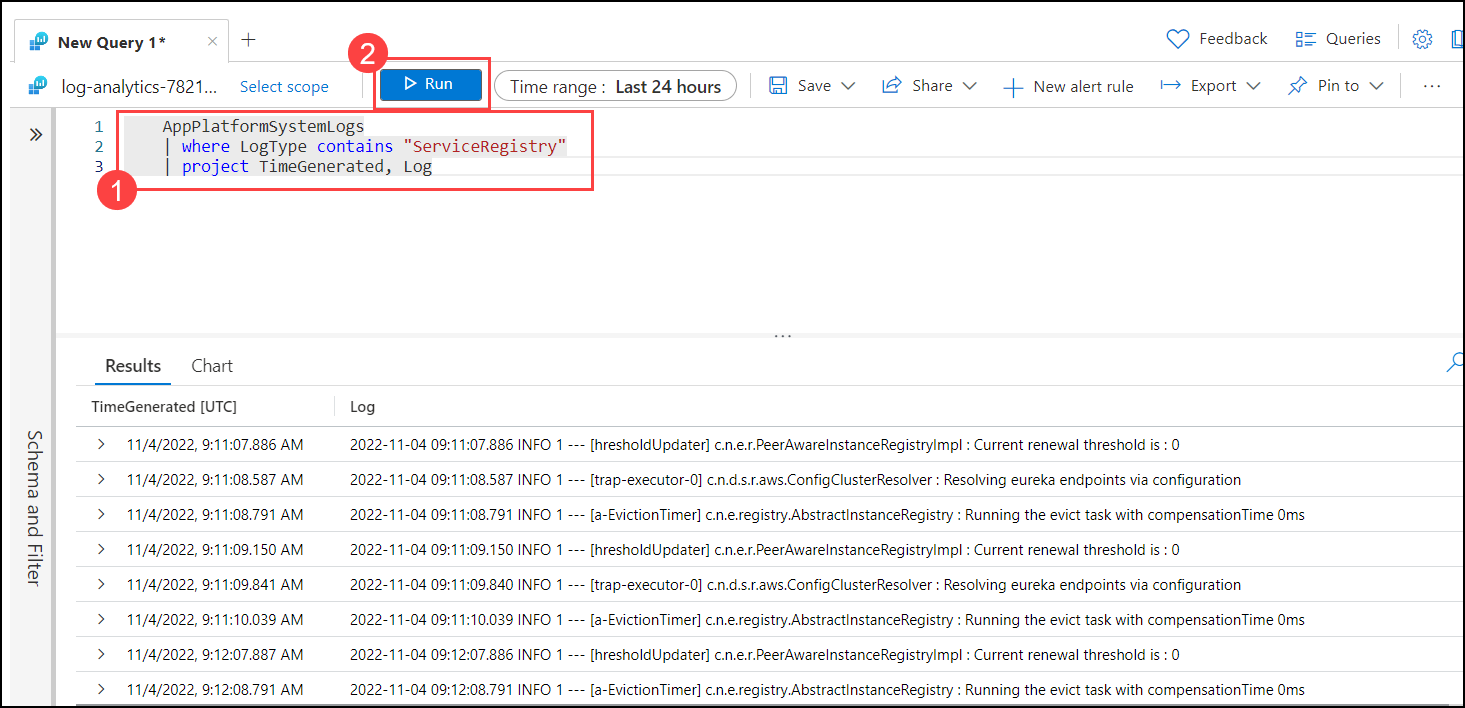 New Query 1*
Feedback
Queries
2
log-analytics-7821...
Select scope
Run
Time range : Last 24 hours
Save
Share
New alert rule
Export
Pin to
...
1 AppPlatformSystemLogs
2 | where LogType contains "ServiceRegistry"
3 | project TimeGenerated, Log
1
...
Results
Chart
TimeGenerated [UTC]
Log
11/4/2022, 9:11:07.886 AM 2022-11-04 09:11:07.886 INFO 1 --- [hresholdUpdater] c.n.e.r.PeerAwareInstanceRegistryImpl : Current renewal threshold is : 0
11/4/2022, 9:11:08.587 AM 2022-11-04 09:11:08.587 INFO 1 --- [trap-executor-0] c.n.d.s.r.aws.ConfigClusterResolver : Resolving eureka endpoints via configuration
11/4/2022, 9:11:08.791 AM 2022-11-04 09:11:08.791 INFO 1 --- [a-EvictionTimer] c.n.e.registry.AbstractInstanceRegistry : Running the evict task with compensationTime 0ms
11/4/2022, 9:11:09.150 AM 2022-11-04 09:11:09.150 INFO 1 --- [hresholdUpdater] c.n.e.r.PeerAwareInstanceRegistryImpl : Current renewal threshold is : 0
11/4/2022, 9:11:09.841 AM 2022-11-04 09:11:09.840 INFO 1 --- [trap-executor-0] c.n.d.s.r.aws.ConfigClusterResolver : Resolving eureka endpoints via configuration
11/4/2022, 9:11:10.039 AM 2022-11-04 09:11:10.039 INFO 1 --- [a-EvictionTimer] c.n.e.registry.AbstractInstanceRegistry : Running the evict task with compensationTime 0ms
11/4/2022, 9:12:07.887 AM 2022-11-04 09:12:07.886 INFO 1 --- [hresholdUpdater] c.n.e.r.PeerAwareInstanceRegistryImpl : Current renewal threshold is : 0
11/4/2022, 9:12:08.791 AM 2022-11-04 09:12:08.791 INFO 1 --- [a-EvictionTimer] c.n.e.registry.AbstractInstanceRegistry : Running the evict task with compensationTime 0ms
Schema and Filter